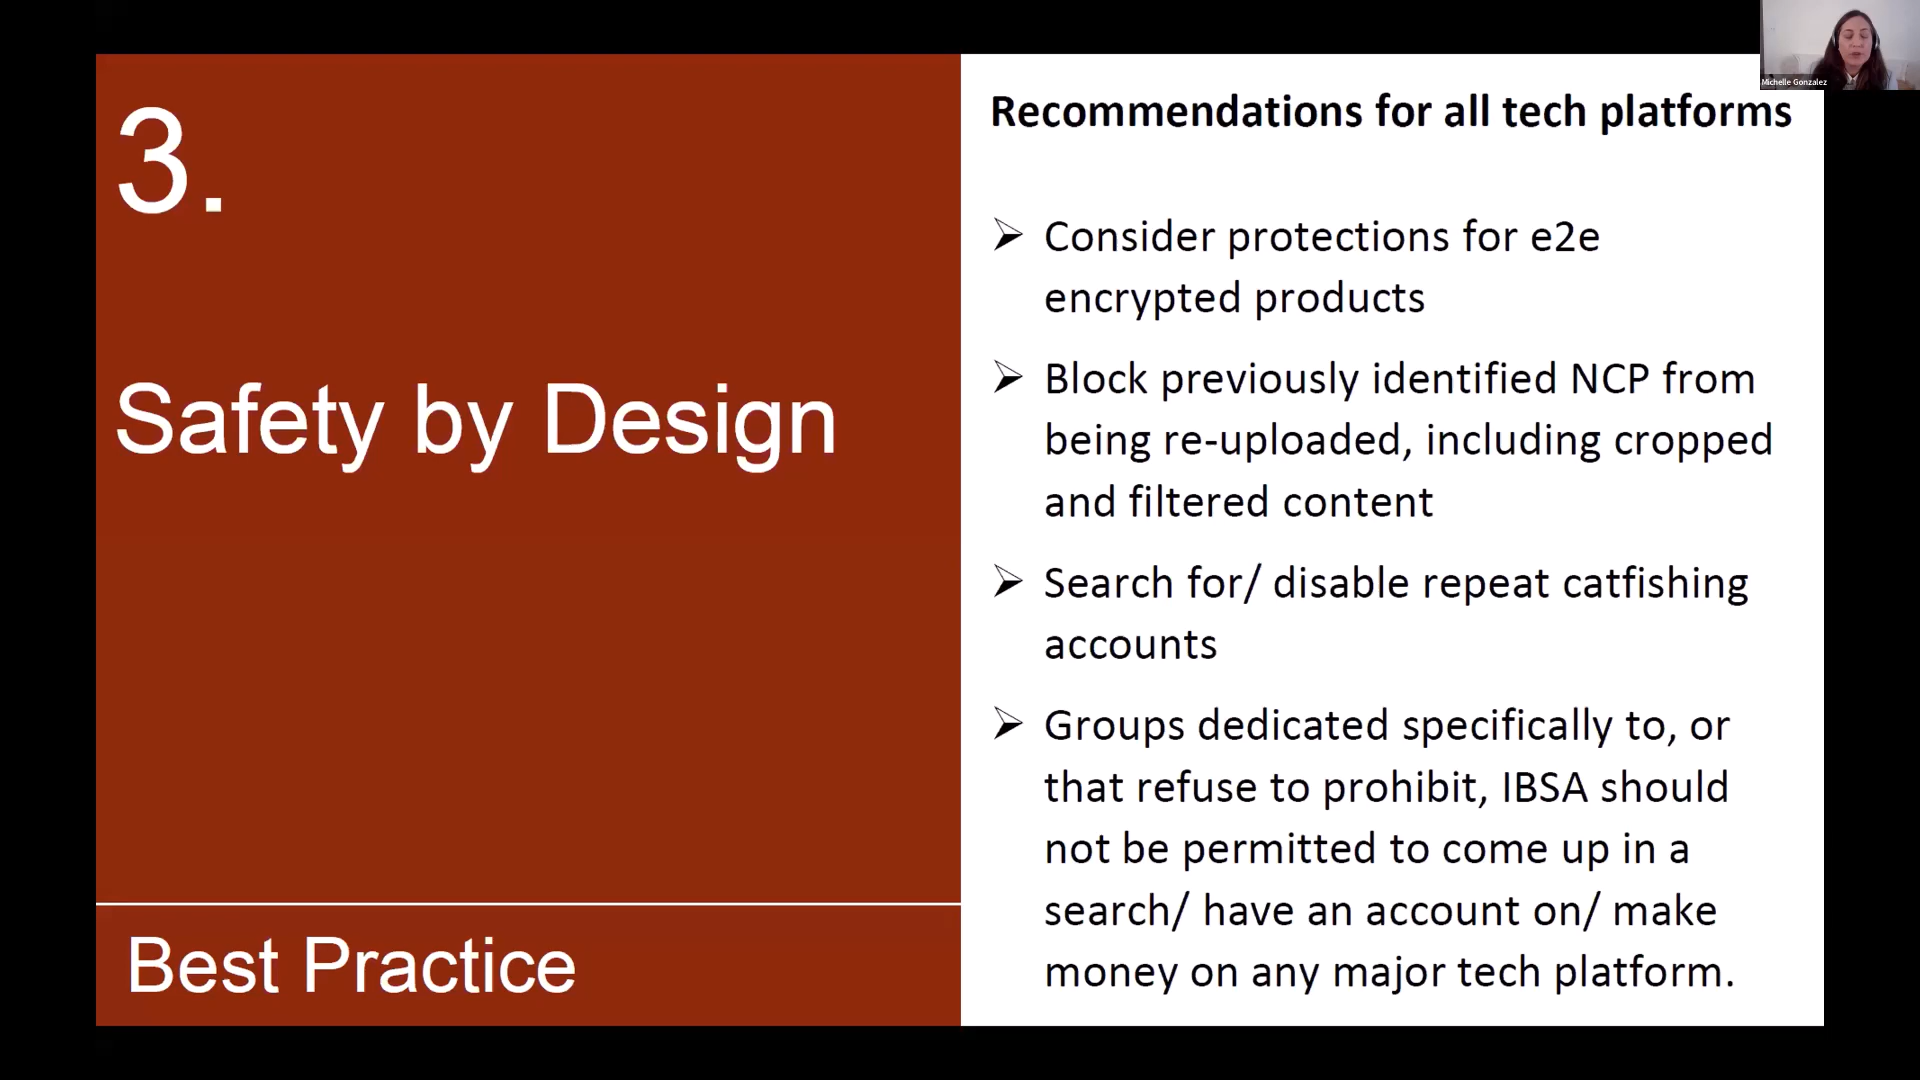 3.
Safety by Design
Best Practice
Recommendations for all tech platforms
➢ Consider protections for e2e
encrypted products
➢ Block previously identified NCP from
being re-uploaded, including cropped
and filtered content
➢ Search for/ disable repeat catfishing
accounts
➢ Groups dedicated specifically to, or
that refuse to prohibit, IBSA should
not be permitted to come up in a
search/ have an account on/ make
money on any major tech platform.
Michelle Gonzalez